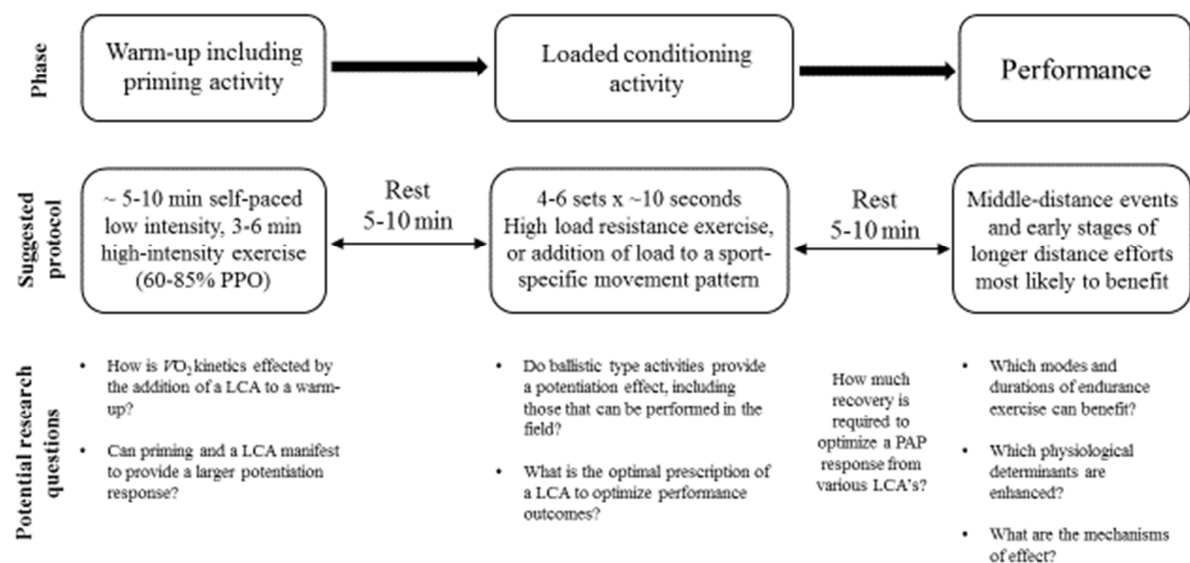 Phase
Warm-up including
priming activity
Loaded conditioning
activity
Performance
Suggested
protocol
~ 5-10 min self-paced
low intensity, 3-6 min
high-intensity exercise
(60-85% PPO)
Rest
5-10 min
4-6 sets x ~10 seconds
High load resistance exercise,
or addition of load to a sport-
specific movement pattern
Rest
5-10 min
Middle-distance events
and early stages of
longer distance efforts
most likely to benefit
Potential research
questions
• How is V̇O₂ kinetics effected by
the addition of a LCA to a warm-
up?
• Can priming and a LCA manifest
to provide a larger potentiation
response?
• Do ballistic type activities provide
a potentiation effect, including
those that can be performed in the
field?
• What is the optimal prescription of
a LCA to optimize performance
outcomes?
How much
recovery is
required to
optimize a PAP
response from
various LCA's?
• Which modes and
durations of endurance
exercise can benefit?
• Which physiological
determinants are
enhanced?
• What are the mechanisms
of effect?